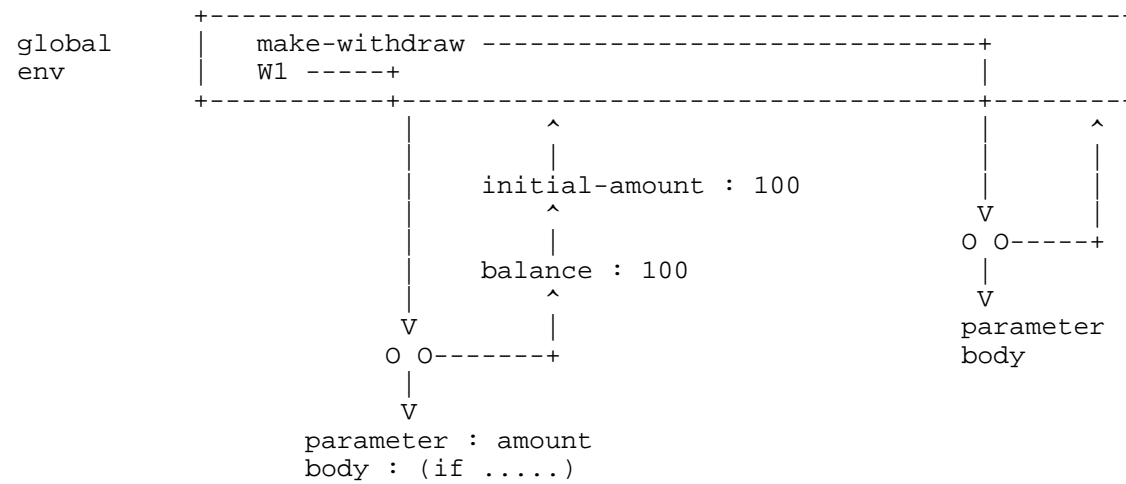 global make-withdraw
env W1
initial-amount : 100
O O
balance : 100
parameter
O O body
parameter : amount
body : (if .....)